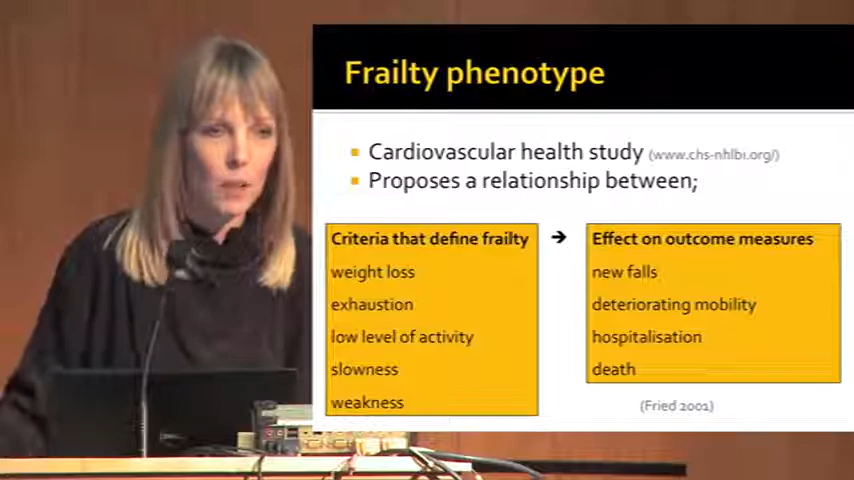 Frailty phenotype
Cardiovascular health study (www.chs-nhlbi.org/)
Proposes a relationship between;
Criteria that define frailty → Effect on outcome measures
weight loss
new falls
exhaustion
deteriorating mobility
low level of activity
hospitalisation
slowness
death
weakness
(Fried 2001)